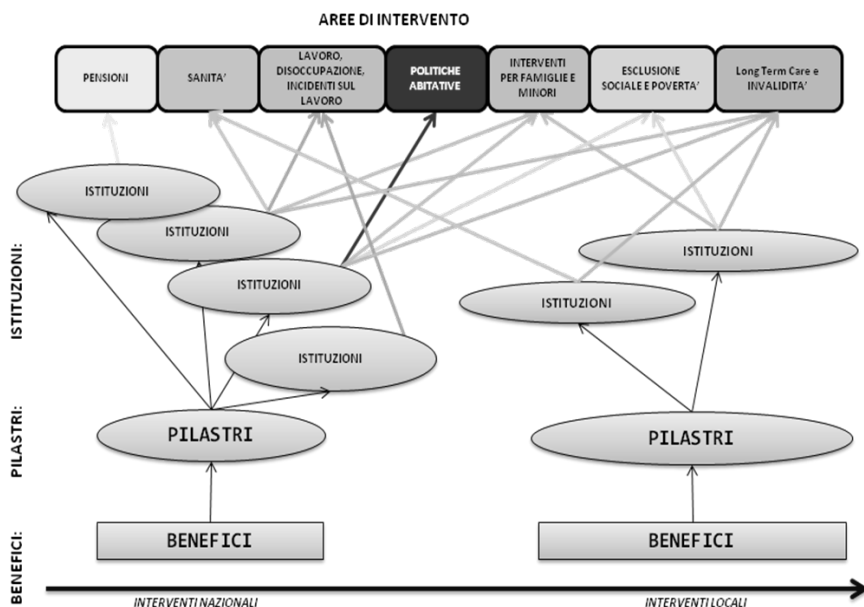 AREE DI INTERVENTO
PENSIONI
SANITA'
LAVORO,
DISOCCUPAZIONE,
INCIDENTI SUL
LAVORO
POLITICHE
ABITATIVE
INTERVENTI
PER FAMIGLIE E
MINORI
ESCLUSIONE
SOCIALE E POVERTA'
Long Term Care e
INVALIDITA'
ISTITUZIONI:
ISTITUZIONI
ISTITUZIONI
ISTITUZIONI
ISTITUZIONI
ISTITUZIONI
ISTITUZIONI
PILASTRI:
PILASTRI
PILASTRI
BENEFICI:
BENEFICI
BENEFICI
INTERVENTI NAZIONALI
INTERVENTI LOCALI